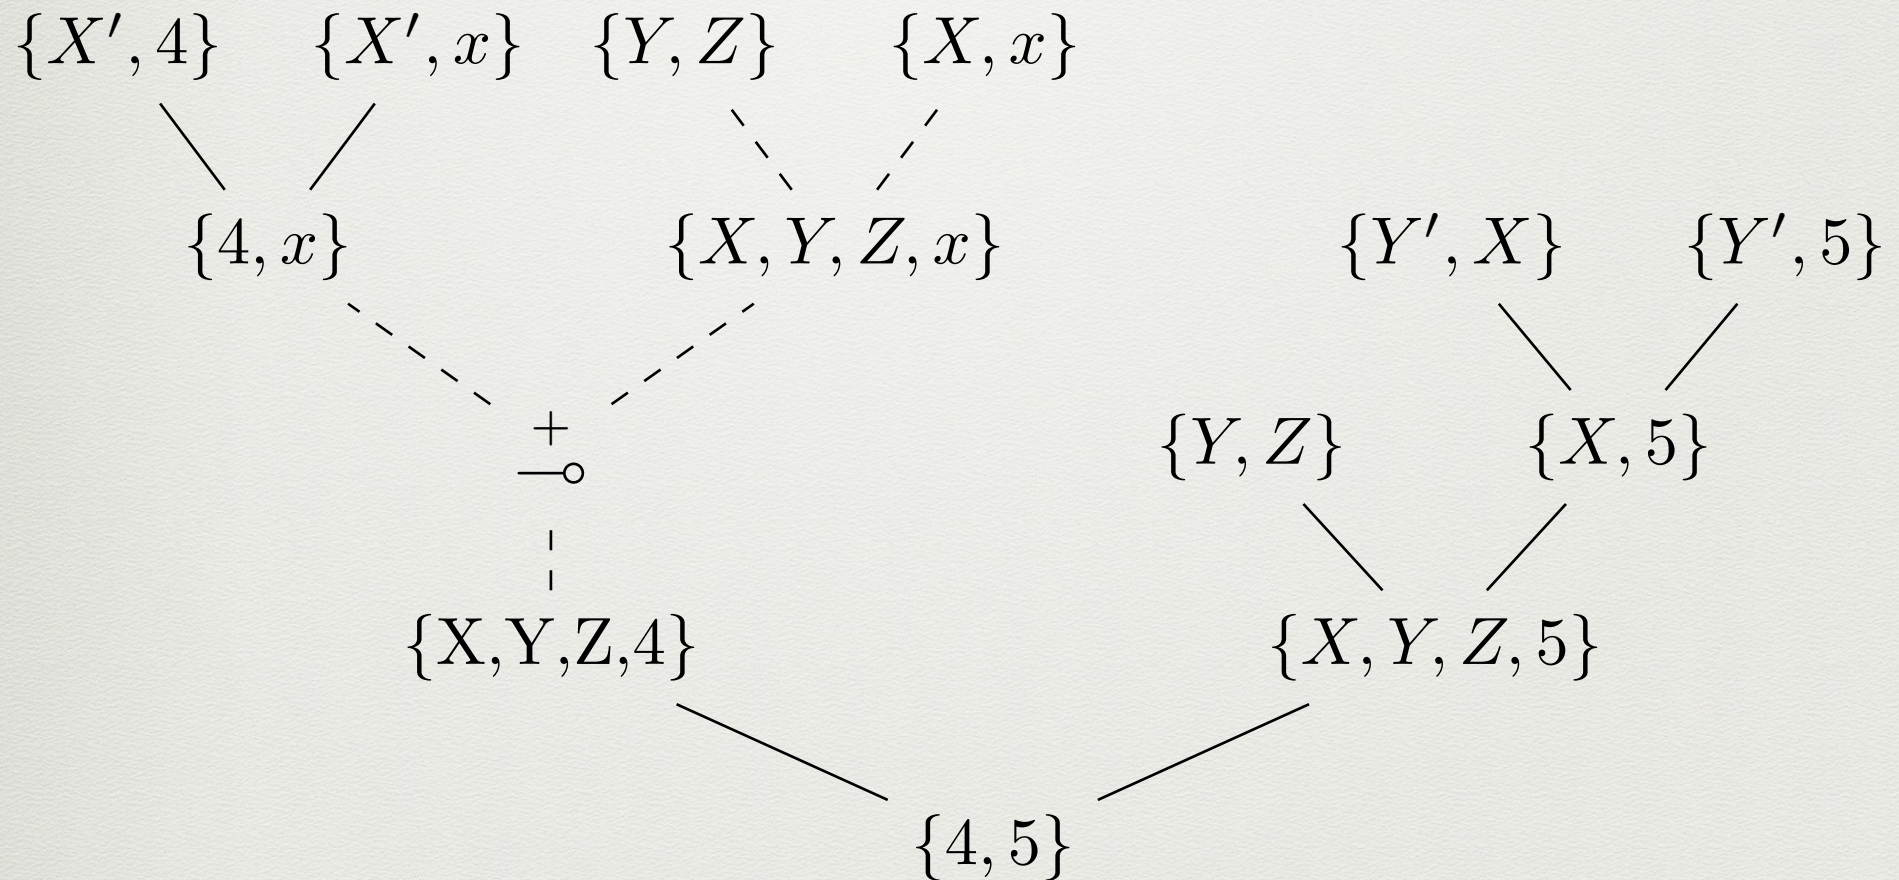 {X′, 4} {X′, x} {Y, Z} {X, x}
{4, x} {X, Y, Z, x} {Y′, X} {Y′, 5}
{Y, Z} {X, 5}
+
⊸
{X,Y,Z,4} {X, Y, Z, 5}
{4, 5}